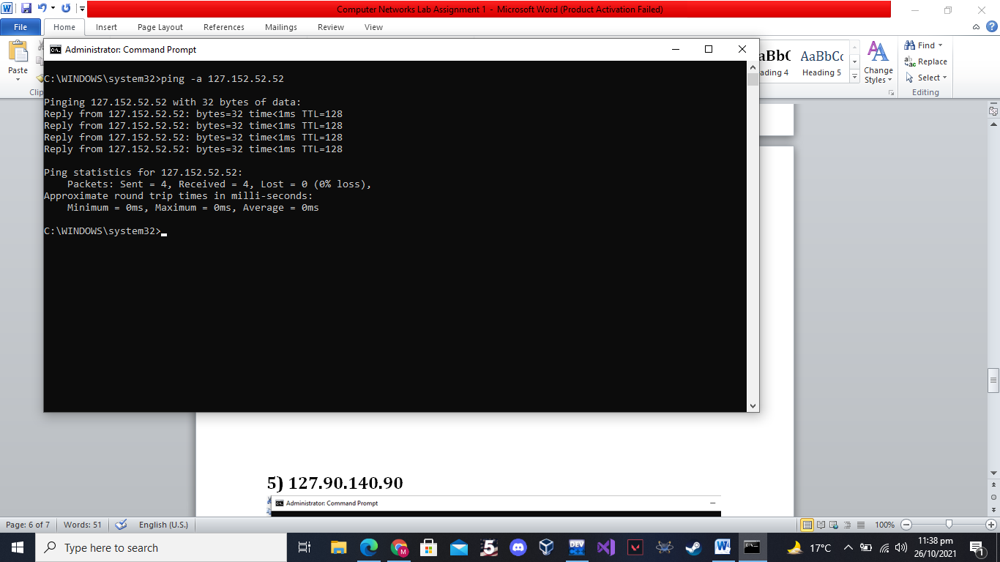 Computer Networks Lab Assignment 1 - Microsoft Word (Product Activation Failed)
File Home Insert Page Layout References Mailings Review View
Administrator: Command Prompt
Paste
aBbC AaBbCc
ading 4 Heading 5
Change Styles
Find
Replace
Select
Editing
C:\WINDOWS\system32>ping -a 127.152.52.52
Pinging 127.152.52.52 with 32 bytes of data:
Reply from 127.152.52.52: bytes=32 time<1ms TTL=128
Reply from 127.152.52.52: bytes=32 time<1ms TTL=128
Reply from 127.152.52.52: bytes=32 time<1ms TTL=128
Reply from 127.152.52.52: bytes=32 time<1ms TTL=128
Ping statistics for 127.152.52.52:
Packets: Sent = 4, Received = 4, Lost = 0 (0% loss),
Approximate round trip times in milli-seconds:
Minimum = 0ms, Maximum = 0ms, Average = 0ms
C:\WINDOWS\system32>
5) 127.90.140.90
Administrator: Command Prompt
Page: 6 of 7 Words: 51 English (U.S.) 100%
Type here to search
DEV
17°C
11:38 pm
26/10/2021
1